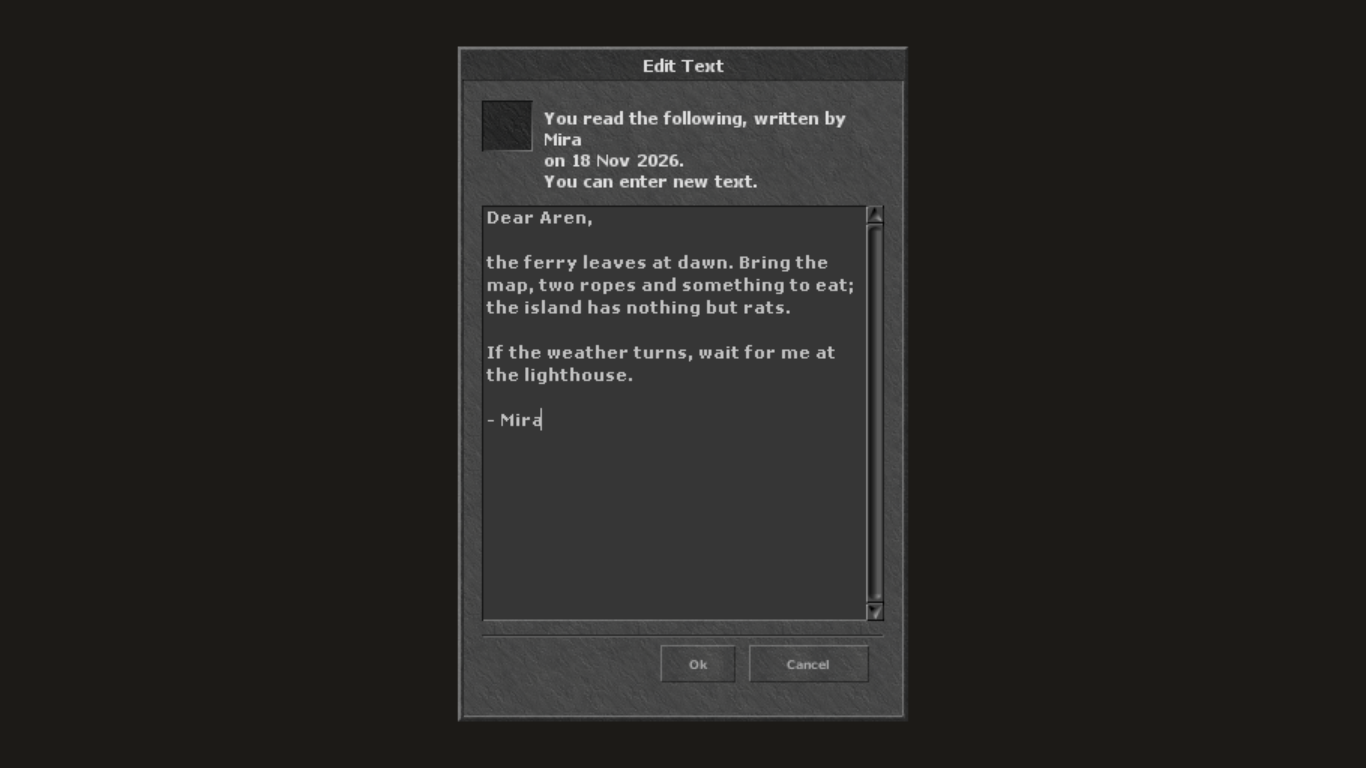 Edit Text
You read the following, written by
Mira
on 18 Nov 2026.
You can enter new text.
Dear Aren,
the ferry leaves at dawn. Bring the
map, two ropes and something to eat;
the island has nothing but rats.
If the weather turns, wait for me at
the lighthouse.
- Mira
Ok
Cancel